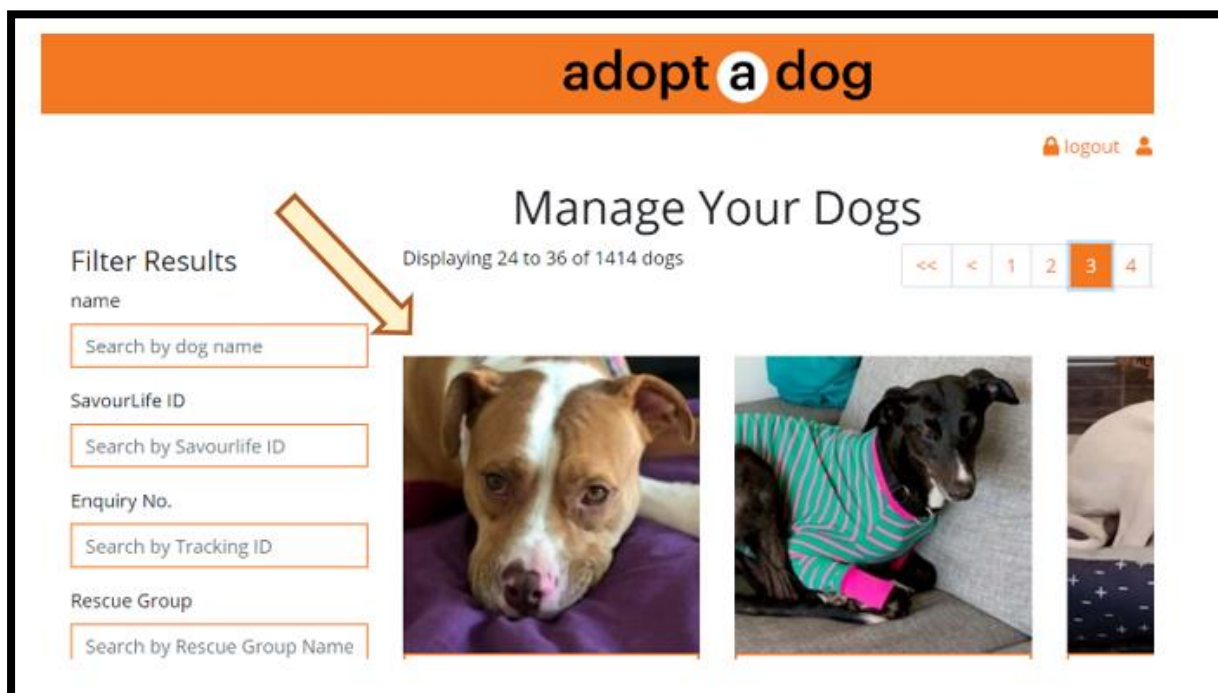 adopt a dog
logout
Manage Your Dogs
Filter Results
Displaying 24 to 36 of 1414 dogs
<< < 1 2 3 4
name
Search by dog name
SavourLife ID
Search by Savourlife ID
Enquiry No.
Search by Tracking ID
Rescue Group
Search by Rescue Group Name